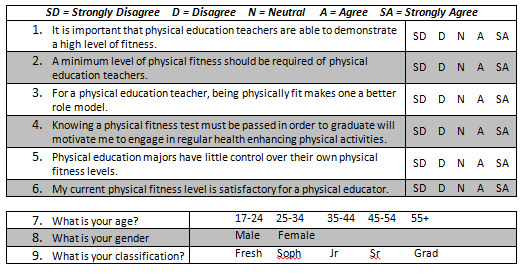 SD = Strongly Disagree D = Disagree N = Neutral A = Agree SA = Strongly Agree
1. It is important that physical education teachers are able to demonstrate
a high level of fitness. SD D N A SA
2. A minimum level of physical fitness should be required of physical
education teachers. SD D N A SA
3. For a physical education teacher, being physically fit makes one a better
role model. SD D N A SA
4. Knowing a physical fitness test must be passed in order to graduate will
motivate me to engage in regular health enhancing physical activities. SD D N A SA
5. Physical education majors have little control over their own physical
fitness levels. SD D N A SA
6. My current physical fitness level is satisfactory for a physical educator. SD D N A SA
7. What is your age? 17-24 25-34 35-44 45-54 55+
8. What is your gender Male Female
9. What is your classification? Fresh Soph Jr Sr Grad